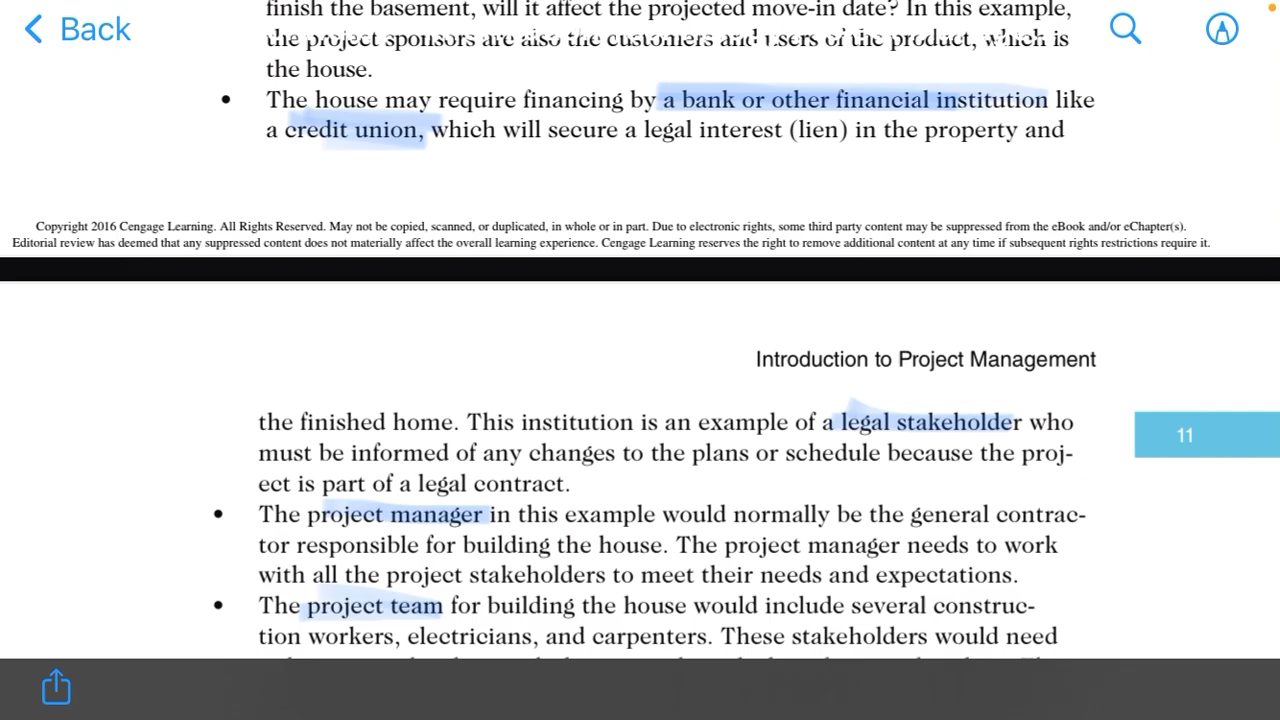 Back
finish the basement, will it affect the projected move-in date? In this example,
the project sponsors are also the customers and users of the product, which is
the house.
• The house may require financing by a bank or other financial institution like
a credit union, which will secure a legal interest (lien) in the property and
Copyright 2016 Cengage Learning. All Rights Reserved. May not be copied, scanned, or duplicated, in whole or in part. Due to electronic rights, some third party content may be suppressed from the eBook and/or eChapter(s).
Editorial review has deemed that any suppressed content does not materially affect the overall learning experience. Cengage Learning reserves the right to remove additional content at any time if subsequent rights restrictions require it.
Introduction to Project Management
11
the finished home. This institution is an example of a legal stakeholder who
must be informed of any changes to the plans or schedule because the proj-
ect is part of a legal contract.
• The project manager in this example would normally be the general contrac-
tor responsible for building the house. The project manager needs to work
with all the project stakeholders to meet their needs and expectations.
• The project team for building the house would include several construc-
tion workers, electricians, and carpenters. These stakeholders would need